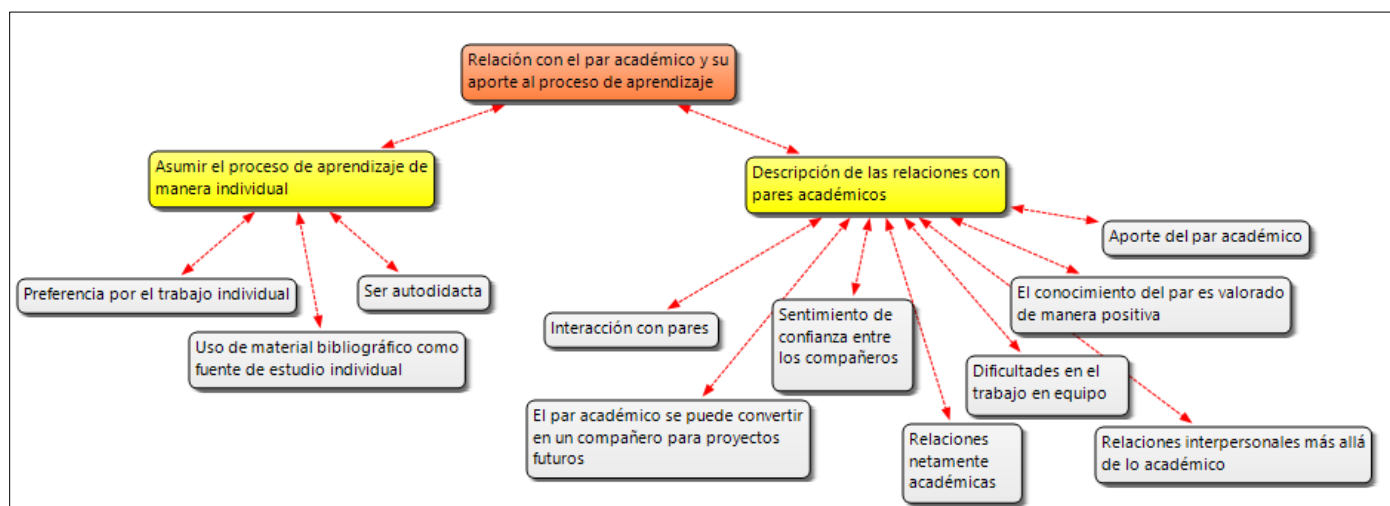 Relación con el par académico y su
aporte al proceso de aprendizaje
Asumir el proceso de aprendizaje de
manera individual
Descripción de las relaciones con
pares académicos
Preferencia por el trabajo individual
Uso de material bibliográfico como
fuente de estudio individual
Ser autodidacta
Interacción con pares
El par académico se puede convertir
en un compañero para proyectos
futuros
Sentimiento de
confianza entre
los compañeros
Relaciones
netamente
académicas
Dificultades en el
trabajo en equipo
Relaciones interpersonales más allá
de lo académico
El conocimiento del par es valorado
de manera positiva
Aporte del par académico